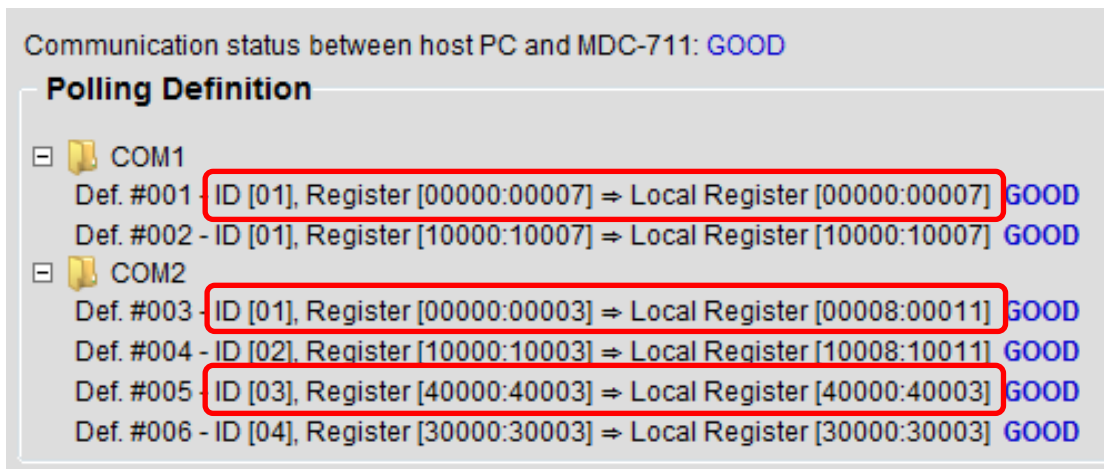 Communication status between host PC and MDC-711: GOOD
Polling Definition
COM1
Def. #001 - ID [01], Register [00000:00007] ⇒ Local Register [00000:00007] GOOD
Def. #002 - ID [01], Register [10000:10007] ⇒ Local Register [10000:10007] GOOD
COM2
Def. #003 - ID [01], Register [00000:00003] ⇒ Local Register [00008:00011] GOOD
Def. #004 - ID [02], Register [10000:10003] ⇒ Local Register [10008:10011] GOOD
Def. #005 - ID [03], Register [40000:40003] ⇒ Local Register [40000:40003] GOOD
Def. #006 - ID [04], Register [30000:30003] ⇒ Local Register [30000:30003] GOOD